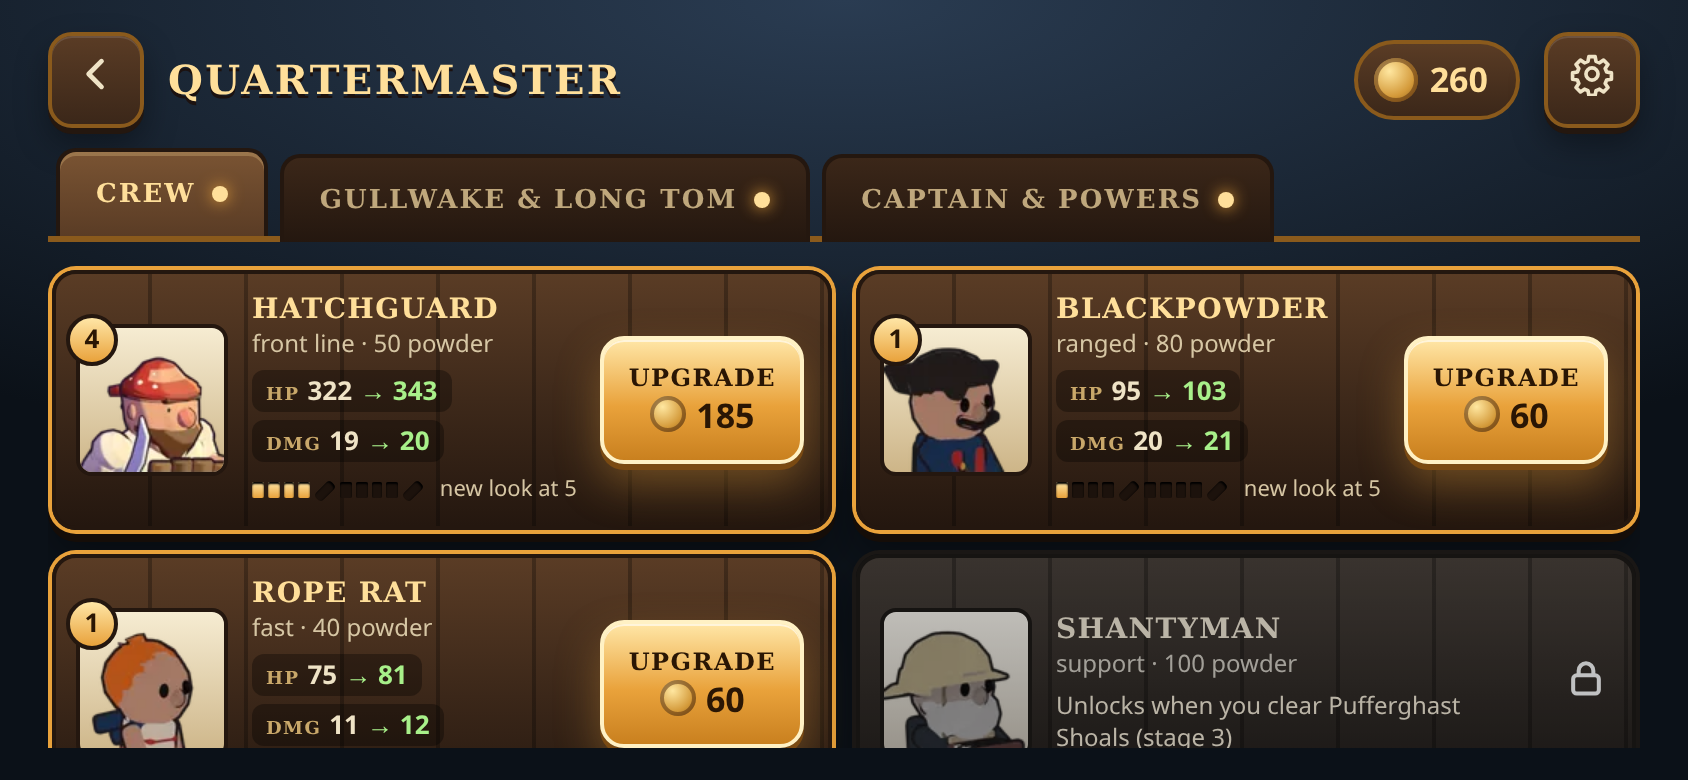 QUARTERMASTER
260
CREW
GULLWAKE & LONG TOM
CAPTAIN & POWERS
4
HATCHGUARD
front line · 50 powder
HP 322 → 343
DMG 19 → 20
new look at 5
UPGRADE
185
1
BLACKPOWDER
ranged · 80 powder
HP 95 → 103
DMG 20 → 21
new look at 5
UPGRADE
60
1
ROPE RAT
fast · 40 powder
HP 75 → 81
DMG 11 → 12
UPGRADE
60
SHANTYMAN
support · 100 powder
Unlocks when you clear Pufferghast
Shoals (stage 3)